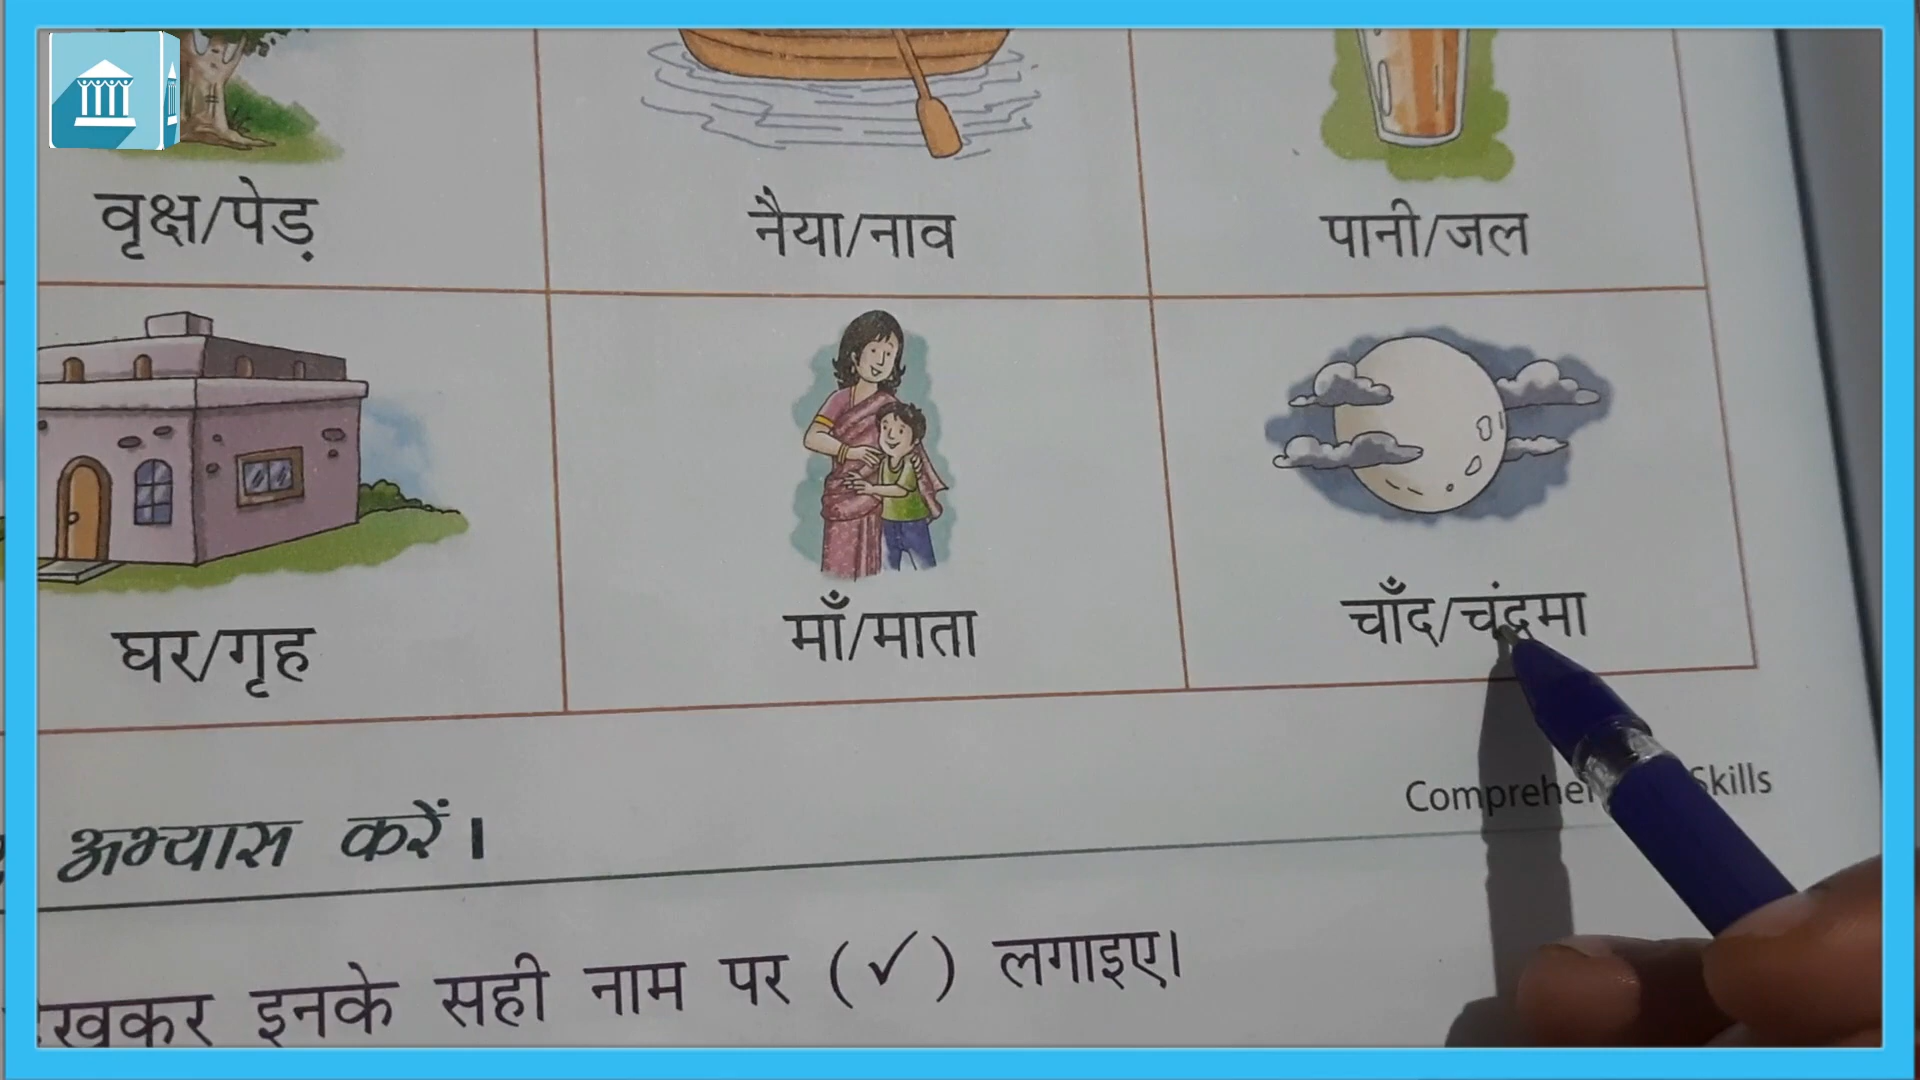 वृक्ष/पेड़ नैया/नाव पानी/जल
घर/गृह माँ/माता चाँद/चंद्रमा
Skills
अभ्यास करें।
इनके सही नाम पर (✓) लगाइए।